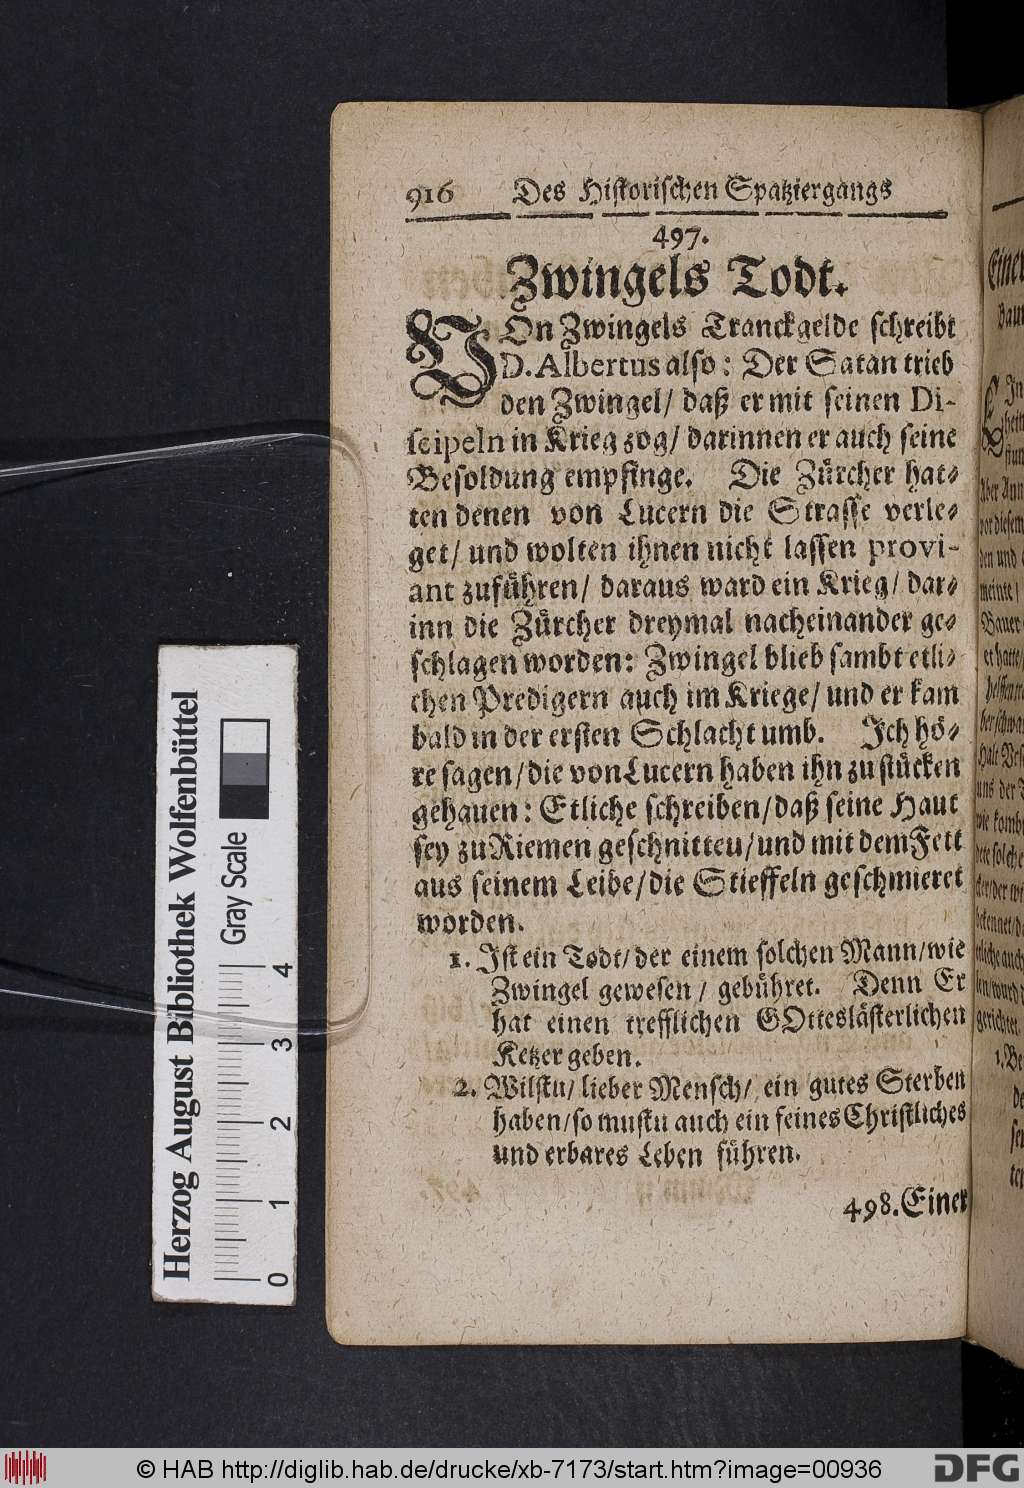 916 Des Historischen Spatziergangs
497.
Zwingels Todt.
VOn Zwingels Tranckgelde schreibt
D. Albertus also: Der Satan trieb
den Zwingel/ daß er mit seinen Di-
scipeln in Krieg zog/ darinnen er auch seine
Besoldung empfinge. Die Zürcher hat-
ten denen von Lucern die Strasse verle-
get/ und wolten ihnen nicht lassen provi-
ant zuführen/ daraus ward ein Krieg/ dar-
inn die Zürcher dreymal nacheinander ge-
schlagen worden: Zwingel blieb sambt etli-
chen Predigern auch im Kriege/ und er kam
bald in der ersten Schlacht umb. Ich hö-
re sagen/ die von Lucern haben ihn zu stücken
gehauen: Etliche schreiben/ daß seine Haut
sey zu Riemen geschnitteu/ und mit dem Fett
aus seinem Leibe/ die Stieffeln geschmieret
worden.
1. Ist ein Todt/ der einem solchen Mann/ wie
Zwingel gewesen/ gebühret. Denn Er
hat einen trefflichen GOtteslästerlichen
Ketzer geben.
2. Wilstu/ lieber Mensch/ ein gutes Sterben
haben/ so mustu auch ein feines Christliches
und erbares Leben führen.
498. Einer
Herzog August Bibliothek Wolfenbüttel
Gray Scale
0 1 2 3 4
© HAB http://diglib.hab.de/drucke/xb-7173/start.htm?image=00936
DFG